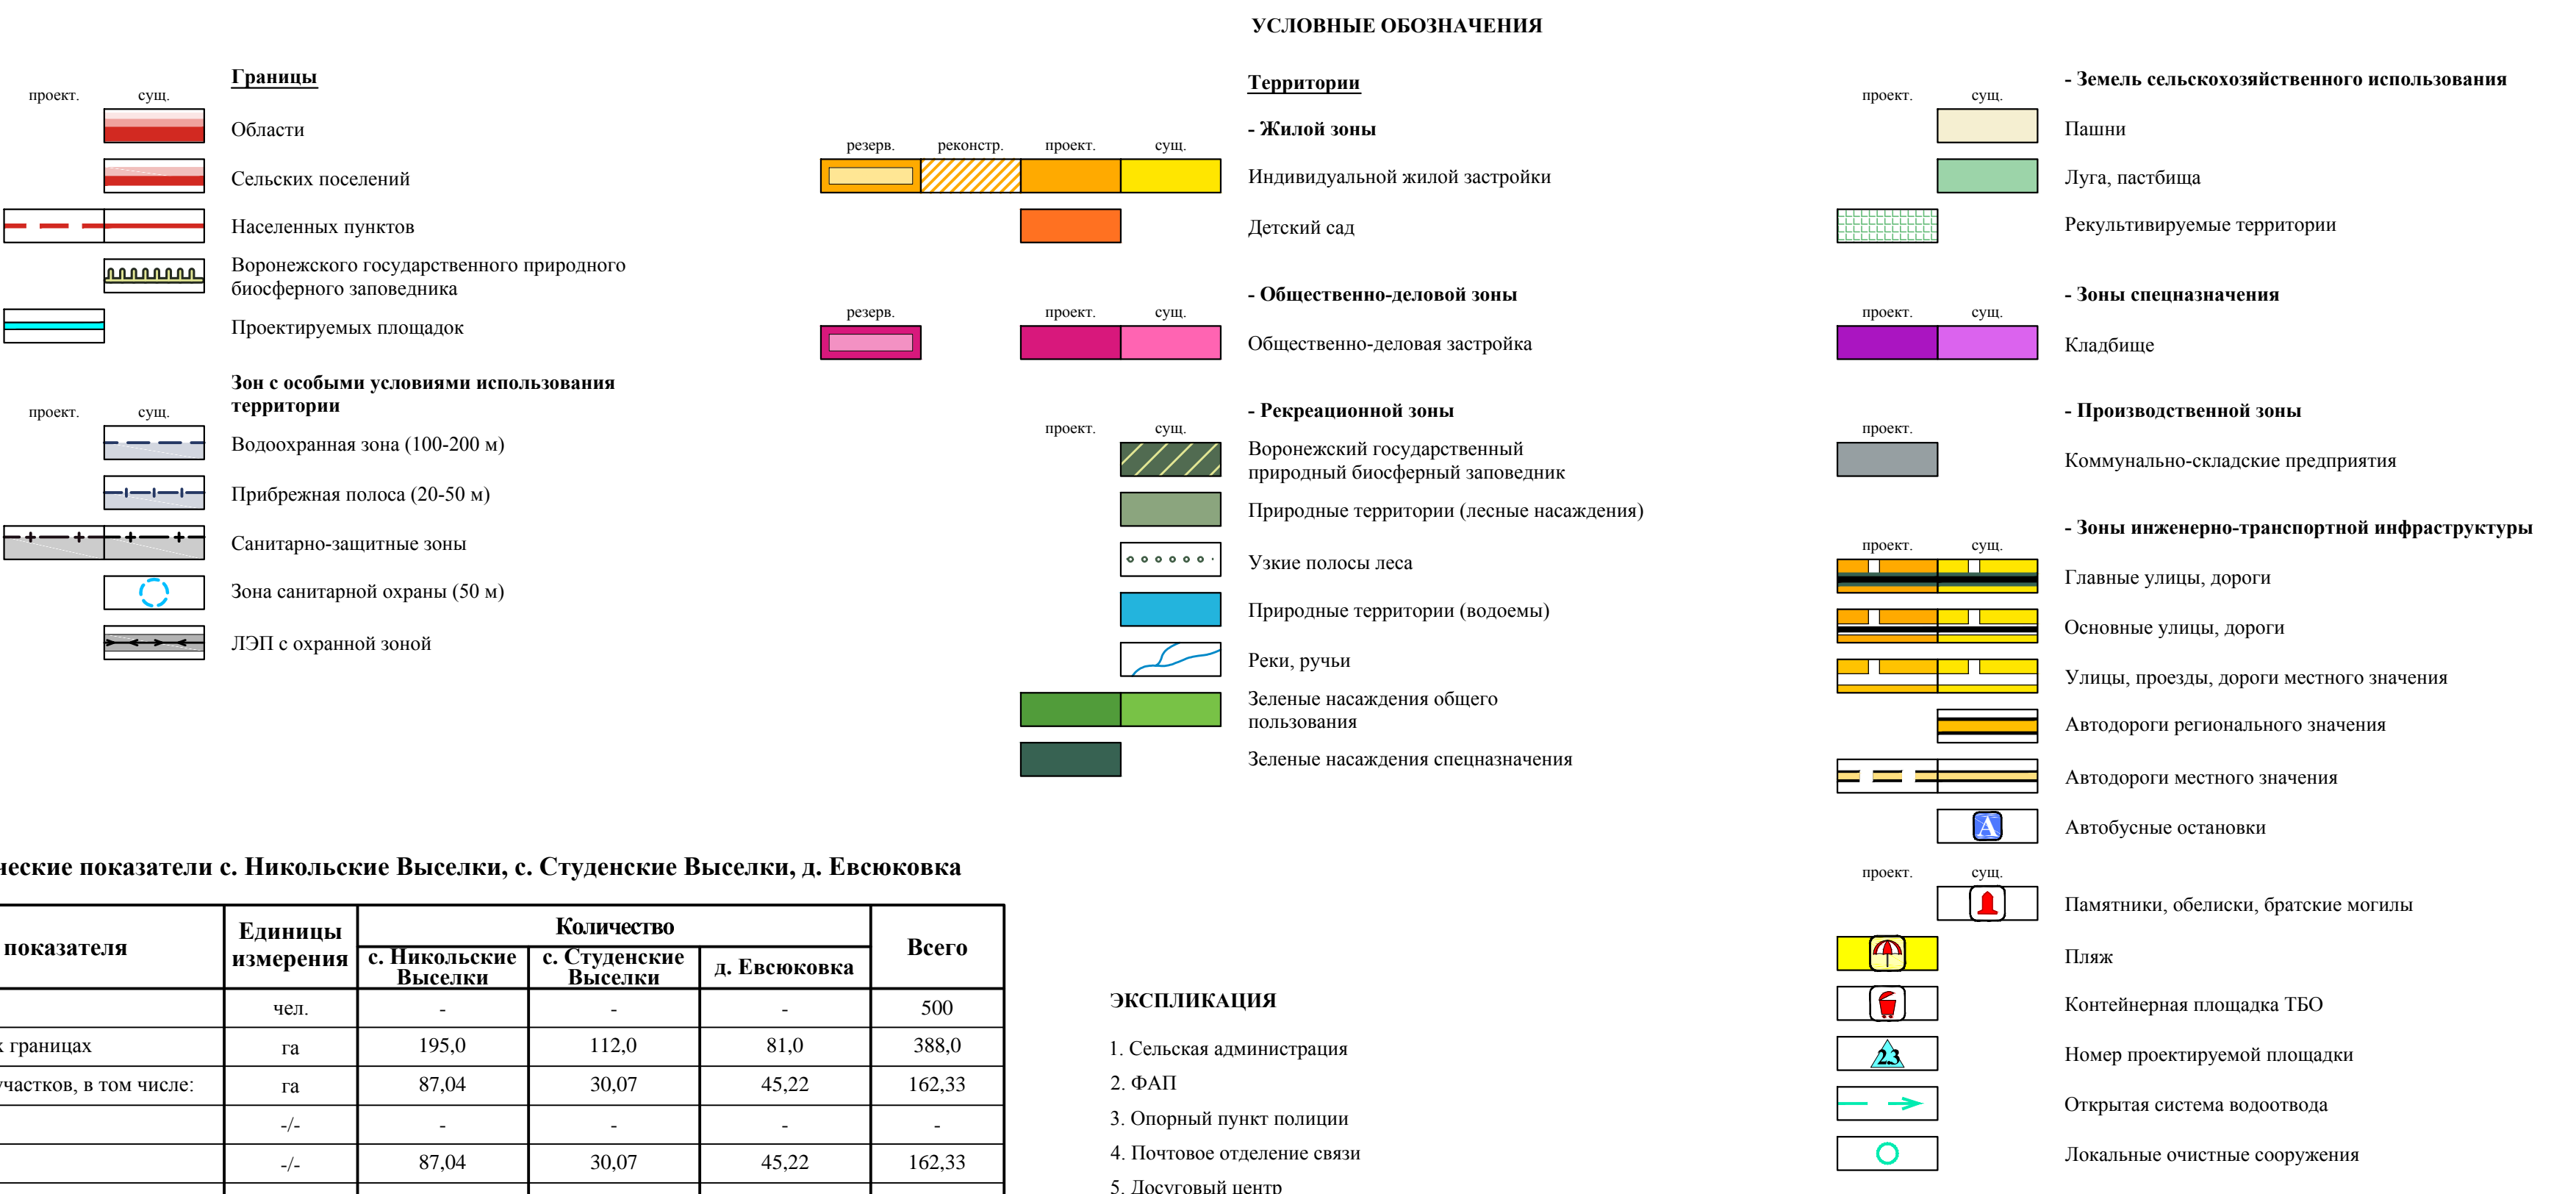 УСЛОВНЫЕ ОБОЗНАЧЕНИЯ
Границы
проект. сущ.
Области
Сельских поселений
Населенных пунктов
Воронежского государственного природного
биосферного заповедника
Проектируемых площадок
Зон с особыми условиями использования
территории
проект. сущ.
Водоохранная зона (100-200 м)
Прибрежная полоса (20-50 м)
Санитарно-защитные зоны
Зона санитарной охраны (50 м)
ЛЭП с охранной зоной
Территории
- Жилой зоны
резерв. реконстр. проект. сущ.
Индивидуальной жилой застройки
Детский сад
- Общественно-деловой зоны
резерв. проект. сущ.
Общественно-деловая застройка
- Рекреационной зоны
проект. сущ.
Воронежский государственный
природный биосферный заповедник
Природные территории (лесные насаждения)
Узкие полосы леса
Природные территории (водоемы)
Реки, ручьи
Зеленые насаждения общего
пользования
Зеленые насаждения спецназначения
- Земель сельскохозяйственного использования
проект. сущ.
Пашни
Луга, пастбища
Рекультивируемые территории
- Зоны спецназначения
проект. сущ.
Кладбище
- Производственной зоны
проект.
Коммунально-складские предприятия
- Зоны инженерно-транспортной инфраструктуры
проект. сущ.
Главные улицы, дороги
Основные улицы, дороги
Улицы, проезды, дороги местного значения
Автодороги регионального значения
Автодороги местного значения
А Автобусные остановки
проект. сущ.
Памятники, обелиски, братские могилы
Пляж
Контейнерная площадка ТБО
23 Номер проектируемой площадки
Открытая система водоотвода
Локальные очистные сооружения
ческие показатели с. Никольские Выселки, с. Студенские Выселки, д. Евсюковка
показателя
Единицы
измерения
Количество
Всего
с. Никольские
Выселки
с. Студенские
Выселки
д. Евсюковка
чел. - - - 500
х границах га 195,0 112,0 81,0 388,0
участков, в том числе: га 87,04 30,07 45,22 162,33
-/- - - - -
-/- 87,04 30,07 45,22 162,33
ЭКСПЛИКАЦИЯ
1. Сельская администрация
2. ФАП
3. Опорный пункт полиции
4. Почтовое отделение связи
5. Досуговый центр